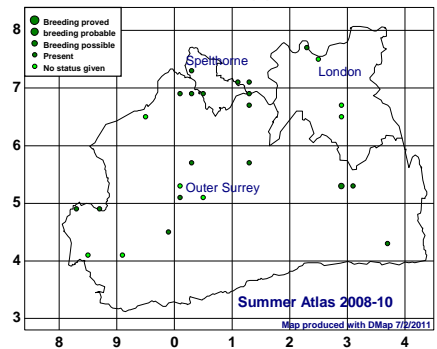 Breeding proved
breeding probable
Breeding possible
Present
No status given
8
7
6
5
4
3
Spelthorne
London
Outer Surrey
Summer Atlas 2008-10
Map produced with DMap 7/2/2011
8 9 0 1 2 3 4